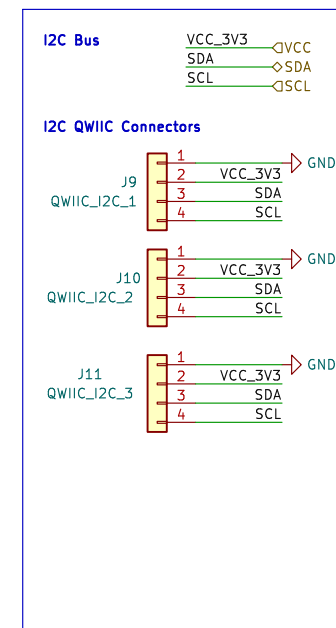 I2C Bus
VCC_3V3
VCC
SDA
SDA
SCL
SCL
I2C QWIIC Connectors
1
GND
2
VCC_3V3
J9
3
SDA
QWIIC_I2C_1
4
SCL
1
GND
2
VCC_3V3
J10
3
SDA
QWIIC_I2C_2
4
SCL
1
GND
J11
2
VCC_3V3
QWIIC_I2C_3
3
SDA
4
SCL